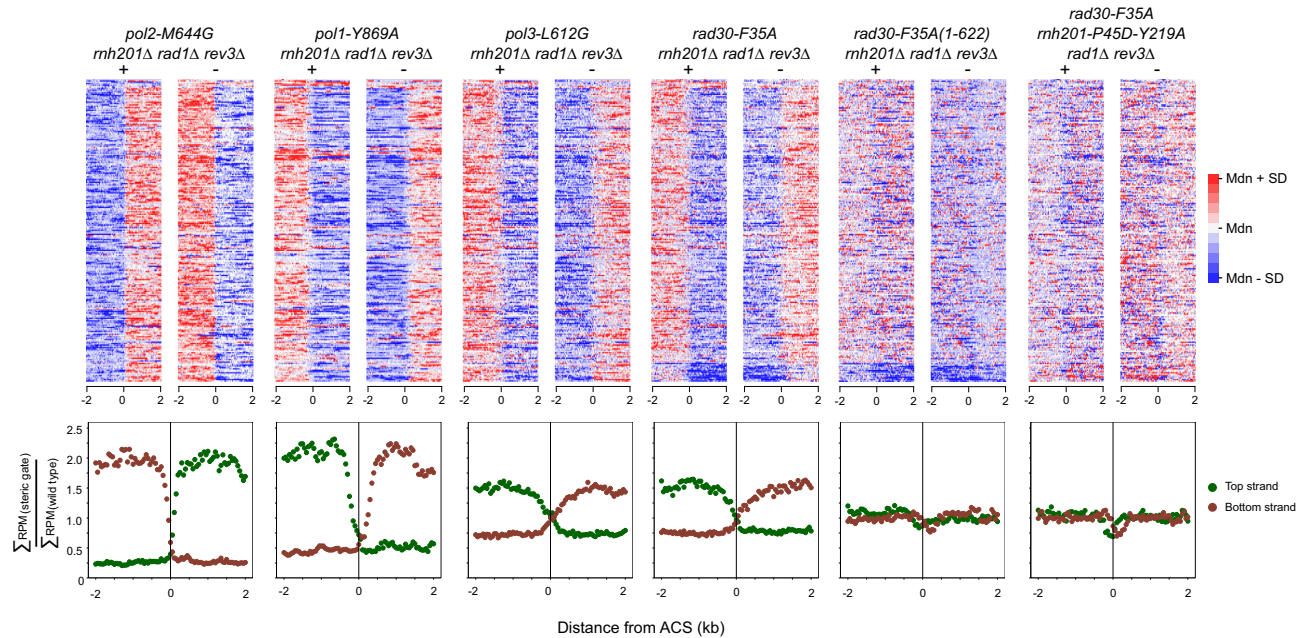 pol2-M644G
rnh201Δ rad1Δ rev3Δ
+ -
pol1-Y869A
rnh201Δ rad1Δ rev3Δ
+ -
pol3-L612G
rnh201Δ rad1Δ rev3Δ
+ -
rad30-F35A
rnh201Δ rad1Δ rev3Δ
+ -
rad30-F35A(1-622)
rnh201Δ rad1Δ rev3Δ
+ -
rad30-F35A
rnh201-P45D-Y219A
rad1Δ rev3Δ
+ -
Mdn + SD
Mdn
Mdn - SD
-2 0 2 -2 0 2 -2 0 2 -2 0 2 -2 0 2 -2 0 2 -2 0 2 -2 0 2 -2 0 2 -2 0 2 -2 0 2 -2 0 2
2.5
2.0
1.5
1.0
0.5
0
∑RPM(steric gate)
∑RPM(wild type)
Top strand
Bottom strand
-2 0 2 -2 0 2 -2 0 2 -2 0 2 -2 0 2 -2 0 2
Distance from ACS (kb)